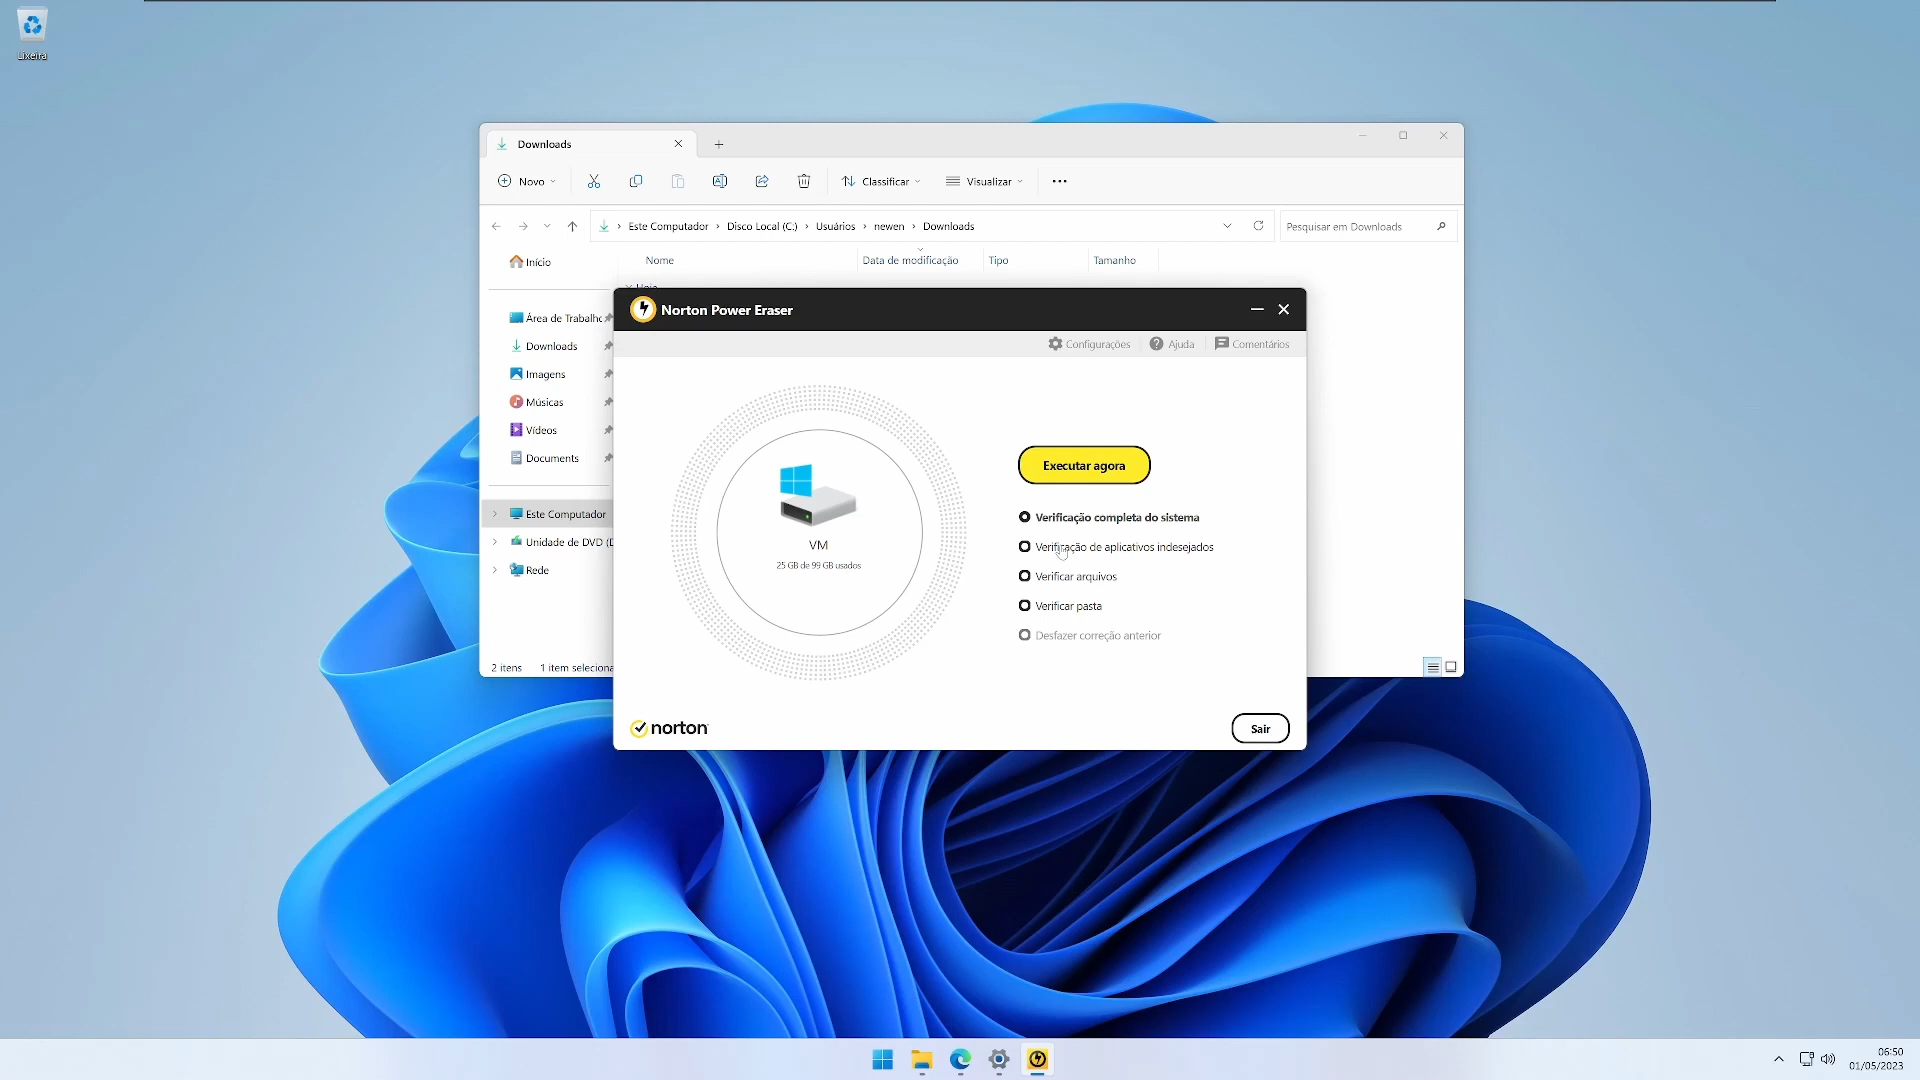 Lixeira
Downloads
Novo
Classificar
Visualizar
Este Computador
Disco Local (C:)
Usuários
newen
Downloads
Pesquisar em Downloads
Início
Nome
Data de modificação
Tipo
Tamanho
Hoje
Área de Trabalho
Downloads
Imagens
Músicas
Vídeos
Documents
Este Computador
Unidade de DVD (D
Rede
2 itens
1 item seleciona
Norton Power Eraser
Configurações
Ajuda
Comentários
VM
25 GB de 99 GB usados
Executar agora
Verificação completa do sistema
Verificação de aplicativos indesejados
Verificar arquivos
Verificar pasta
Desfazer correção anterior
norton
Sair
06:50
01/05/2023